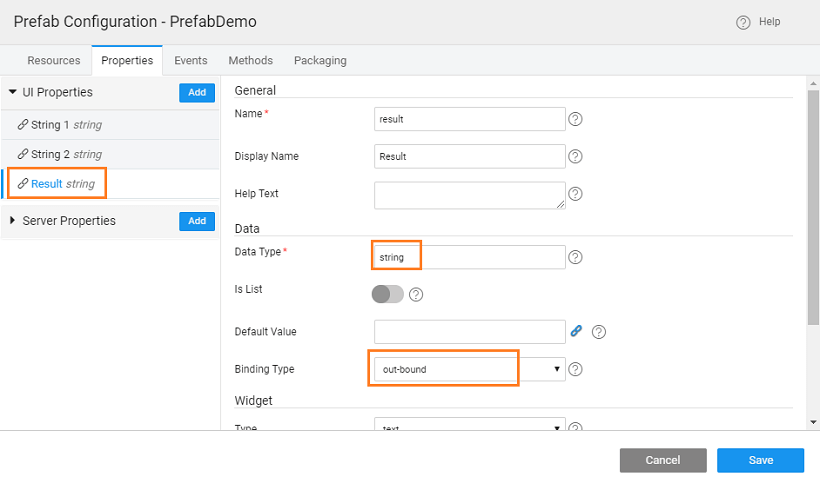 Prefab Configuration - PrefabDemo
? Help
Resources Properties Events Methods Packaging
UI Properties Add
String 1 string
String 2 string
Result string
Server Properties Add
General
Name * result ?
Display Name Result ?
Help Text ?
Data
Data Type * string ?
Is List ?
Default Value ?
Binding Type out-bound ?
Widget
Type text ?
Cancel Save